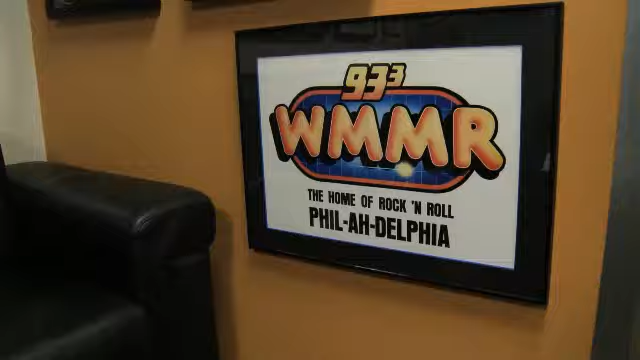 933
WMMR
THE HOME OF ROCK 'N ROLL
PHIL-AH-DELPHIA